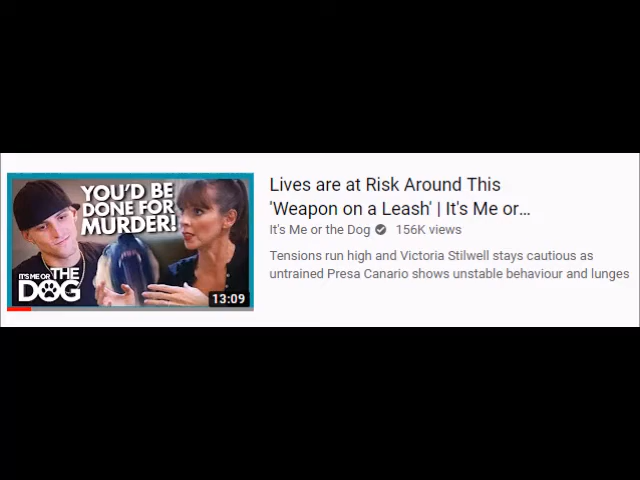 YOU'D BE
DONE FOR
MURDER!
IT'S ME OR
THE
DOG
13:09
Lives are at Risk Around This
'Weapon on a Leash' | It's Me or…
It's Me or the Dog 156K views
Tensions run high and Victoria Stilwell stays cautious as
untrained Presa Canario shows unstable behaviour and lunges